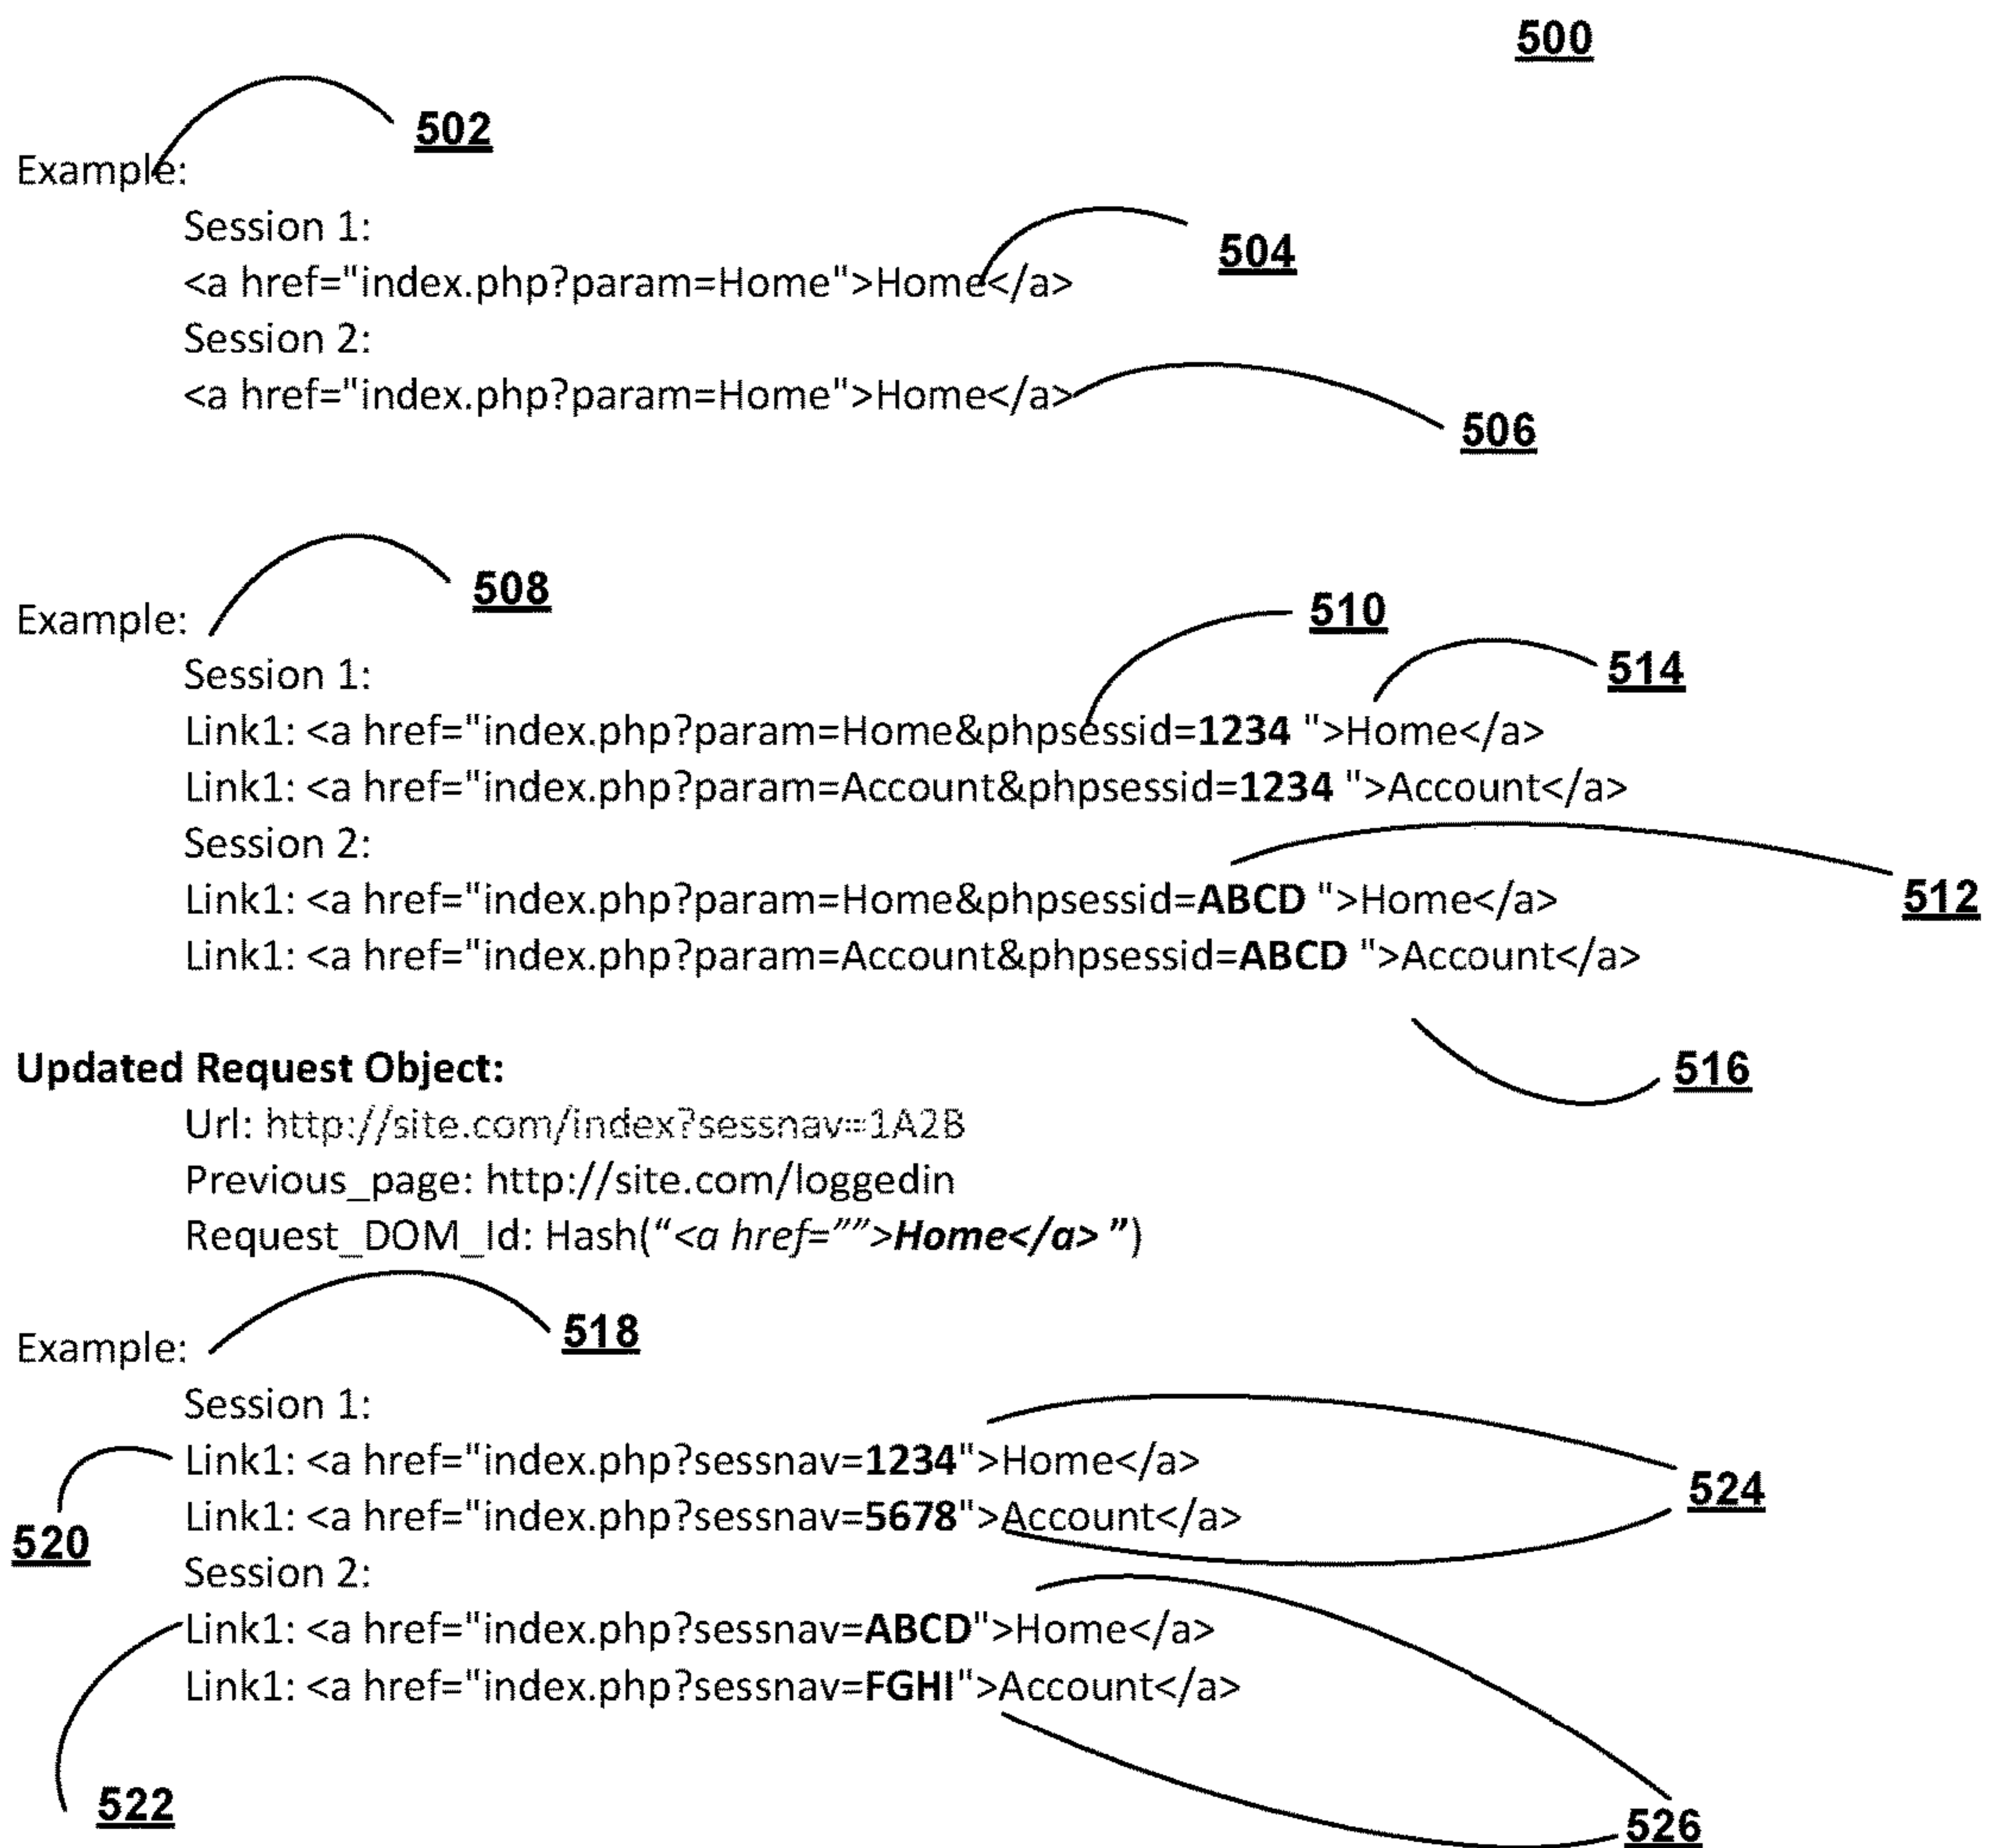 500
502
Example:
Session 1:
504
<a href="index.php?param=Home">Home</a>
Session 2:
<a href="index.php?param=Home">Home</a>
506
508
Example:
510
514
Session 1:
Link1: <a href="index.php?param=Home&phpsessid=1234 ">Home</a>
Link1: <a href="index.php?param=Account&phpsessid=1234 ">Account</a>
Session 2:
Link1: <a href="index.php?param=Home&phpsessid=ABCD ">Home</a>
512
Link1: <a href="index.php?param=Account&phpsessid=ABCD ">Account</a>
Updated Request Object:
516
Url: http://site.com/index?sessnav=1A2B
Previous_page: http://site.com/loggedin
Request_DOM_Id: Hash(“<a href=””>Home</a> ”)
518
Example:
Session 1:
Link1: <a href="index.php?sessnav=1234">Home</a>
524
Link1: <a href="index.php?sessnav=5678">Account</a>
520
Session 2:
Link1: <a href="index.php?sessnav=ABCD">Home</a>
Link1: <a href="index.php?sessnav=FGHI">Account</a>
522
526